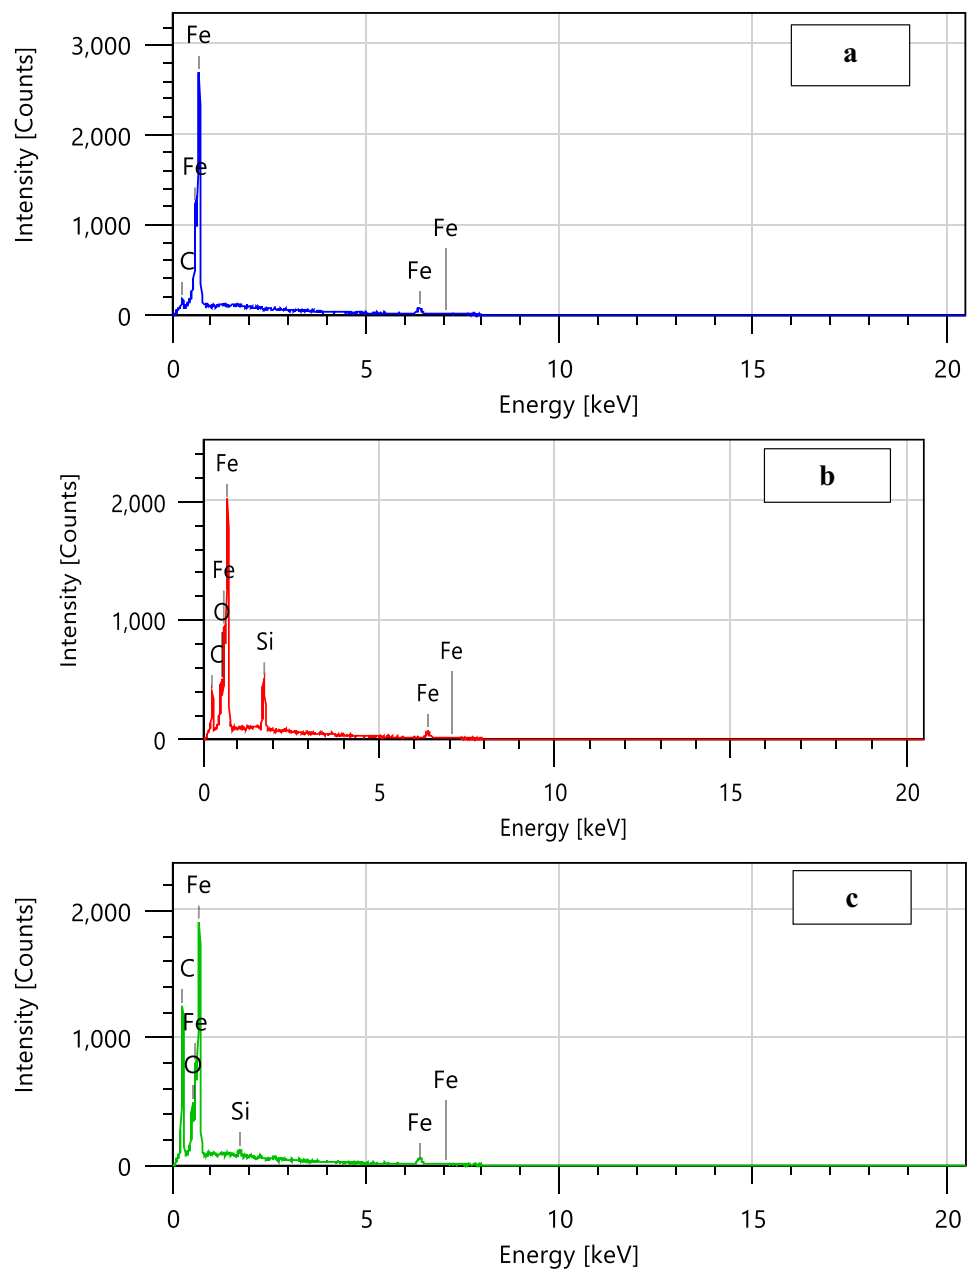 a
Fe
Fe
C
Fe
Fe
3,000
2,000
1,000
0
Intensity [Counts]
0 5 10 15 20
Energy [keV]
b
Fe
Fe
O
C
Si
Fe
Fe
2,000
1,000
0
Intensity [Counts]
0 5 10 15 20
Energy [keV]
c
Fe
C
Fe
O
Si
Fe
Fe
2,000
1,000
0
Intensity [Counts]
0 5 10 15 20
Energy [keV]